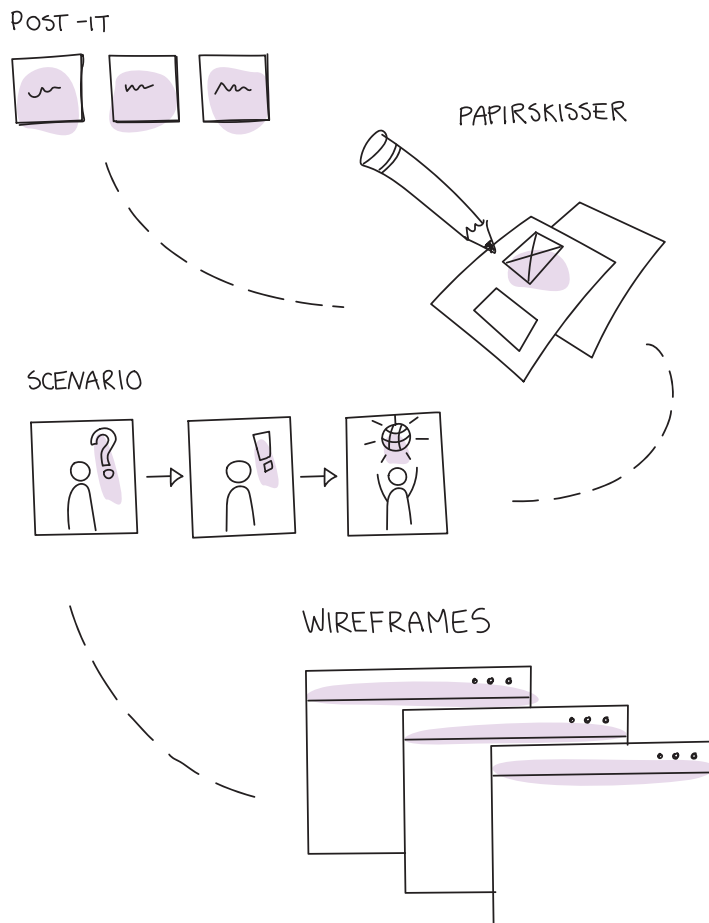 POST-IT
PAPIRSKISSER
SCENARIO
?
!
WIREFRAMES